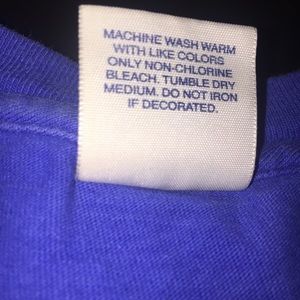 MACHINE WASH WARM
WITH LIKE COLORS
ONLY NON-CHLORINE
BLEACH. TUMBLE DRY
MEDIUM. DO NOT IRON
IF DECORATED.